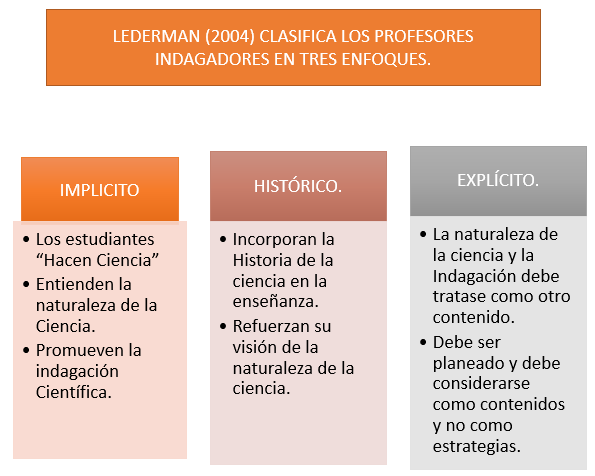 LEDERMAN (2004) CLASIFICA LOS PROFESORES
INDAGADORES EN TRES ENFOQUES.
IMPLICITO
• Los estudiantes
“Hacen Ciencia”
• Entienden la
naturaleza de la
Ciencia.
• Promueven la
indagación
Científica.
HISTÓRICO.
• Incorporan la
Historia de la
ciencia en la
enseñanza.
• Refuerzan su
visión de la
naturaleza de la
ciencia.
EXPLÍCITO.
• La naturaleza de
la ciencia y la
Indagación debe
tratase como otro
contenido.
• Debe ser
planeado y debe
considerarse
como contenidos
y no como
estrategias.